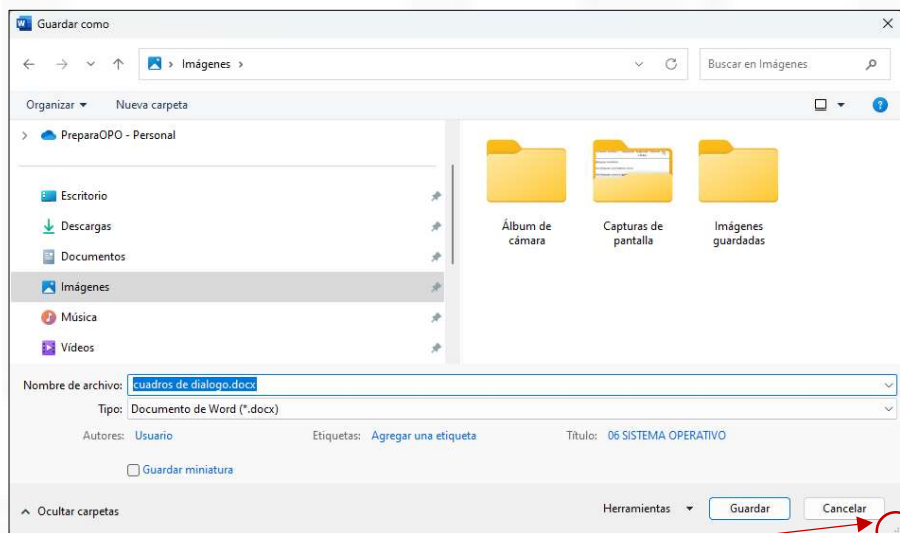 Guardar como
Imágenes
Buscar en Imágenes
Organizar
Nueva carpeta
PreparaOPO - Personal
Escritorio
Descargas
Documentos
Imágenes
Música
Vídeos
Álbum de
cámara
Capturas de
pantalla
Imágenes
guardadas
Nombre de archivo: cuadros de dialogo.docx
Tipo: Documento de Word (*.docx)
Autores: Usuario Etiquetas: Agregar una etiqueta Título: 06 SISTEMA OPERATIVO
Guardar miniatura
Ocultar carpetas Herramientas Guardar Cancelar